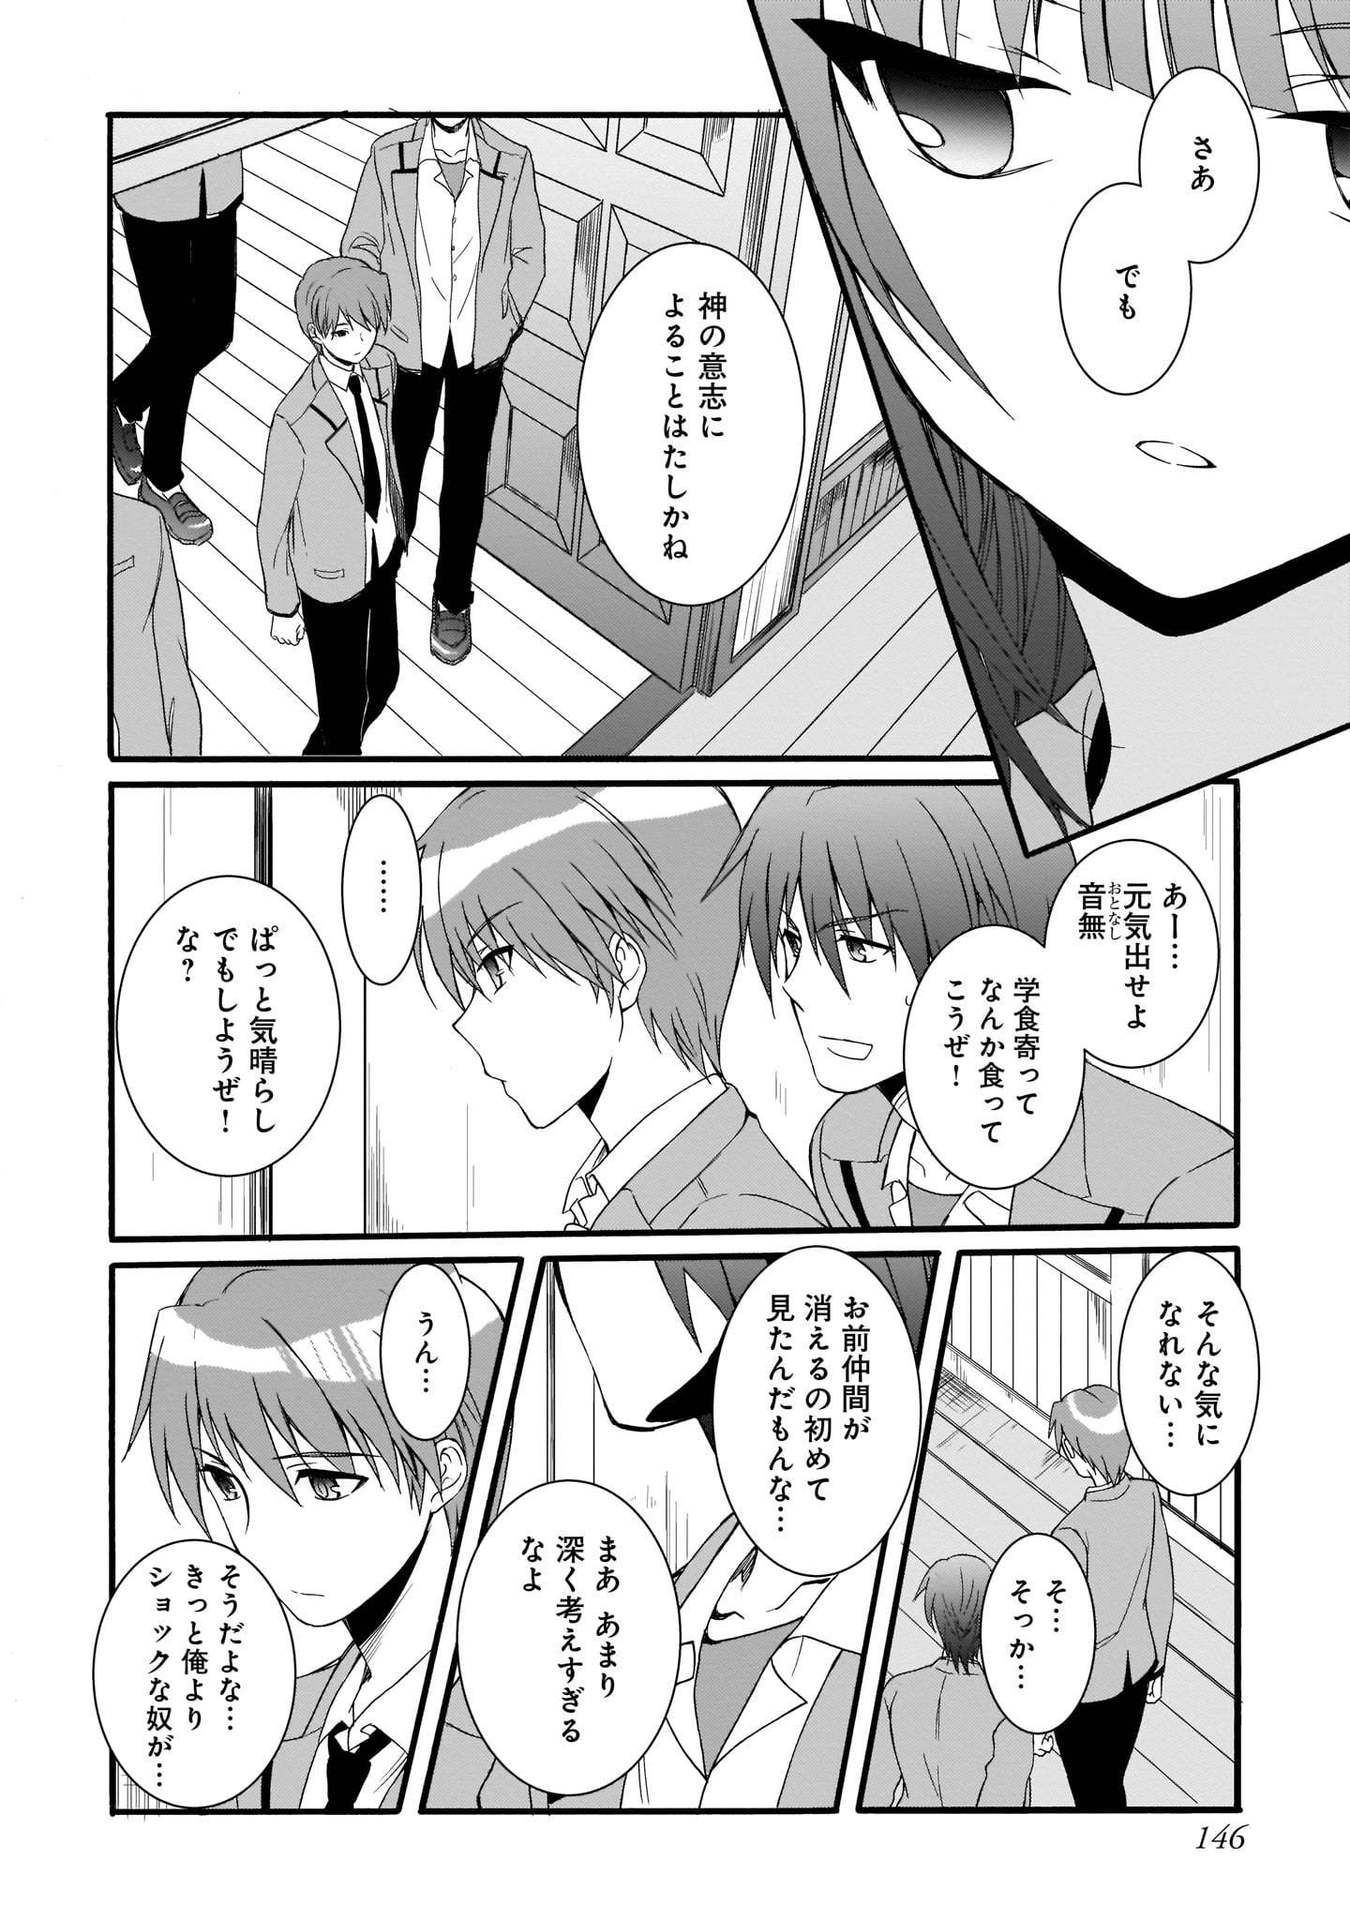 さあ
でも
神の意志に
よることはたしかね
あー…
元気出せよ
音無
おとなし
学食寄って
なんか食って
こうぜ！
……
ぱっと気晴らし
でもしようぜ！
な？
そんな気に
なれない…
そ…
そっか…
お前仲間が
消えるの初めて
見たんだもんな…
まあ あまり
深く考えすぎる
なよ
うん…
そうだよな…
きっと俺より
ショックな奴が…
146